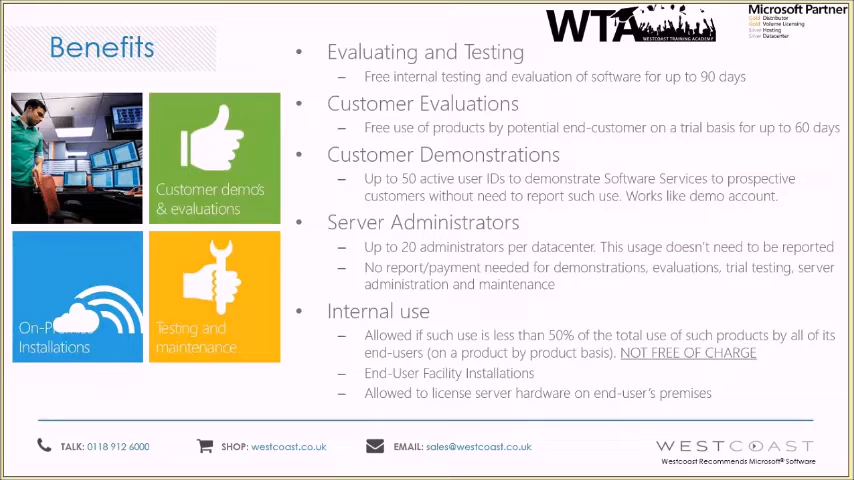 Benefits
WTA
WESTCOAST TRAINING ACADEMY
Microsoft Partner
Gold Distributor
Gold Volume Licensing
Silver Hosting
Silver Datacenter
Customer demo's
& evaluations
On-Premise
Installations
Testing and
maintenance
• Evaluating and Testing
– Free internal testing and evaluation of software for up to 90 days
• Customer Evaluations
– Free use of products by potential end-customer on a trial basis for up to 60 days
• Customer Demonstrations
– Up to 50 active user IDs to demonstrate Software Services to prospective
customers without need to report such use. Works like demo account.
• Server Administrators
– Up to 20 administrators per datacenter. This usage doesn't need to be reported
– No report/payment needed for demonstrations, evaluations, trial testing, server
administration and maintenance
• Internal use
– Allowed if such use is less than 50% of the total use of such products by all of its
end-users (on a product by product basis). NOT FREE OF CHARGE
– End-User Facility Installations
– Allowed to license server hardware on end-user's premises
TALK: 0118 912 6000
SHOP: westcoast.co.uk
EMAIL: sales@westcoast.co.uk
WESTCOAST
Westcoast Recommends Microsoft® Software